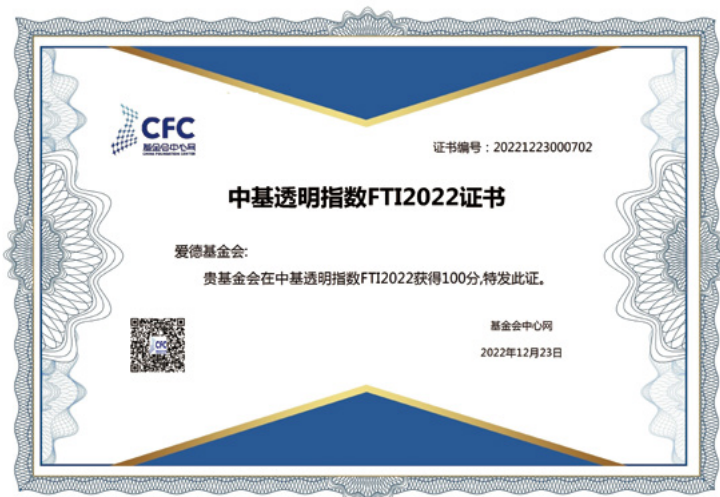 CFC
基金会中心网
CHINA FOUNDATION CENTER
证书编号：20221223000702
中基透明指数FTI2022证书
爱德基金会:
贵基金会在中基透明指数FTI2022获得100分,特发此证。
CFC
基金会中心网
2022年12月23日